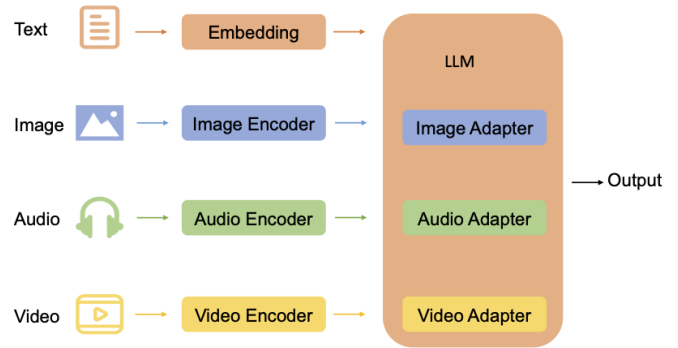 Text
Embedding
LLM
Image
Image Encoder
Image Adapter
Output
Audio
Audio Encoder
Audio Adapter
Video
Video Encoder
Video Adapter